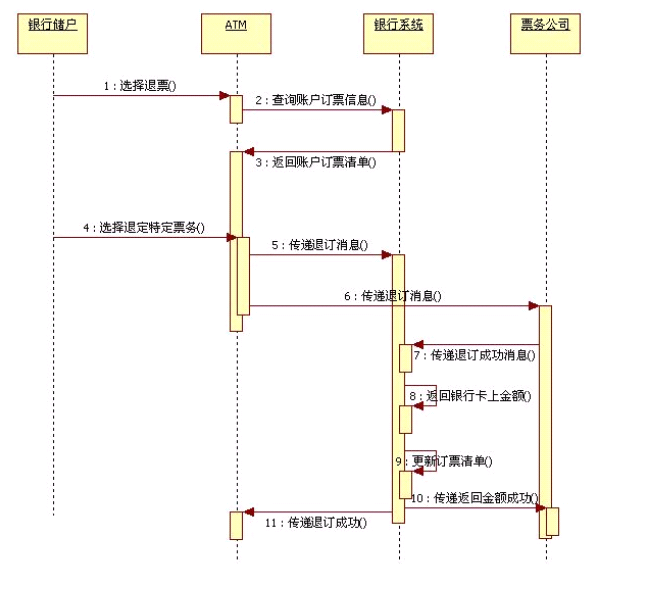 银行储户
ATM
银行系统
票务公司
1 : 选择退票()
2 : 查询账户订票信息()
3 : 返回账户订票清单()
4 : 选择退定特定票务()
5 : 传递退订消息()
6 : 传递退订消息()
7 : 传递退订成功消息()
8 : 返回银行卡上金额()
9 : 更新订票清单()
10 : 传递返回金额成功()
11 : 传递退订成功()